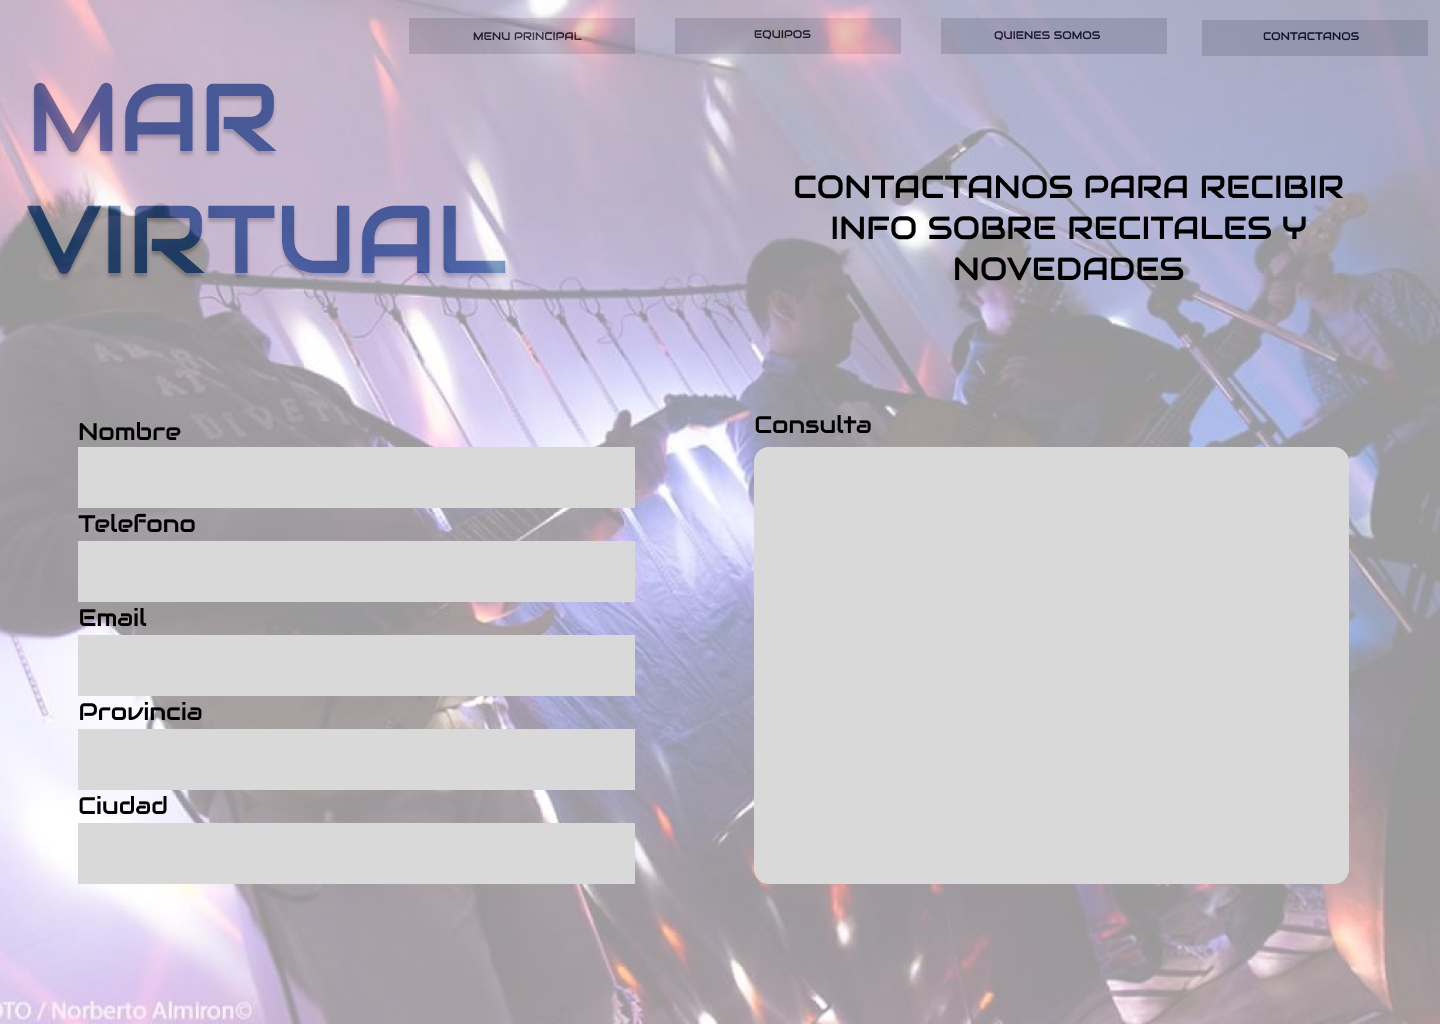 MENU PRINCIPAL
EQUIPOS
QUIENES SOMOS
CONTACTANOS
MAR
VIRTUAL
CONTACTANOS PARA RECIBIR
INFO SOBRE RECITALES Y
NOVEDADES
Nombre
Telefono
Email
Provincia
Ciudad
Consulta
OTO / Norberto Almiron©